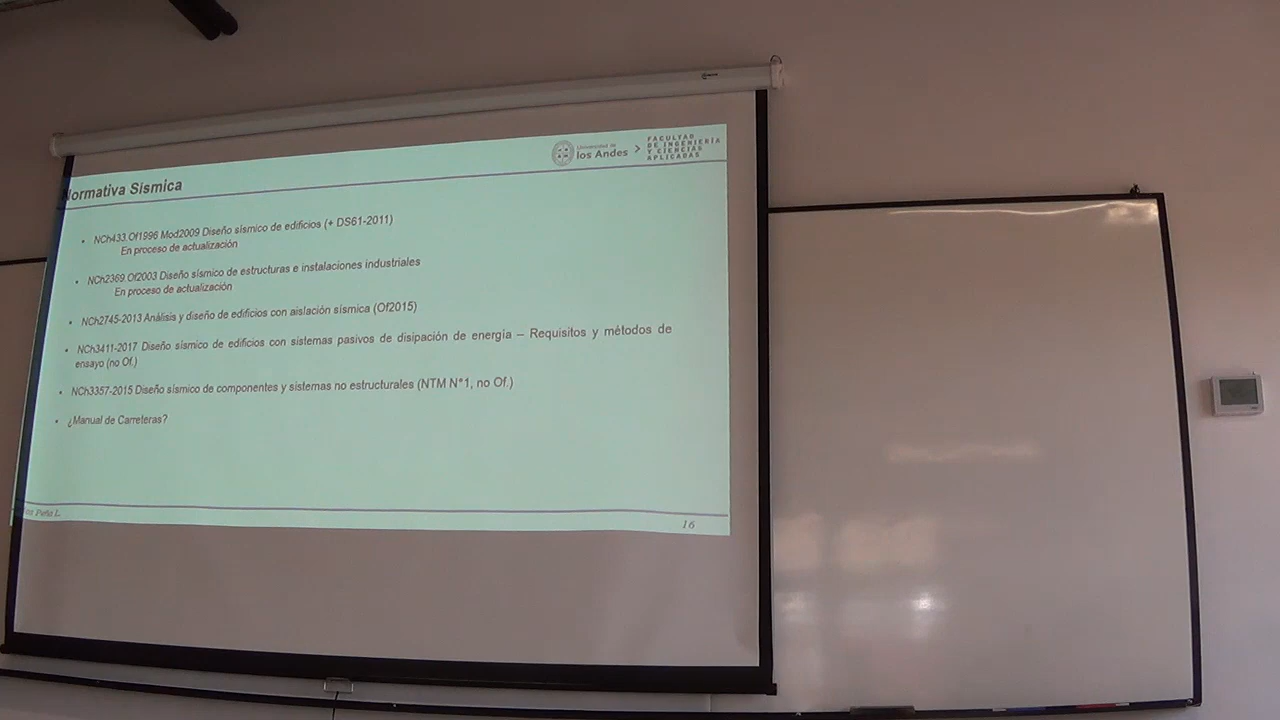 Universidad de
los Andes
FACULTAD
DE INGENIERÍA
Y CIENCIAS
APLICADAS
Normativa Sísmica
• NCh433.Of1996 Mod2009 Diseño sísmico de edificios (+ DS61-2011)
En proceso de actualización
• NCh2369.Of2003 Diseño sísmico de estructuras e instalaciones industriales
En proceso de actualización
• NCh2745-2013 Análisis y diseño de edificios con aislación sísmica (Of2015)
• NCh3411-2017 Diseño sísmico de edificios con sistemas pasivos de disipación de energía – Requisitos y métodos de
ensayo (no Of.)
• NCh3357-2015 Diseño sísmico de componentes y sistemas no estructurales (NTM N°1, no Of.)
• ¿Manual de Carreteras?
Peña L.
16